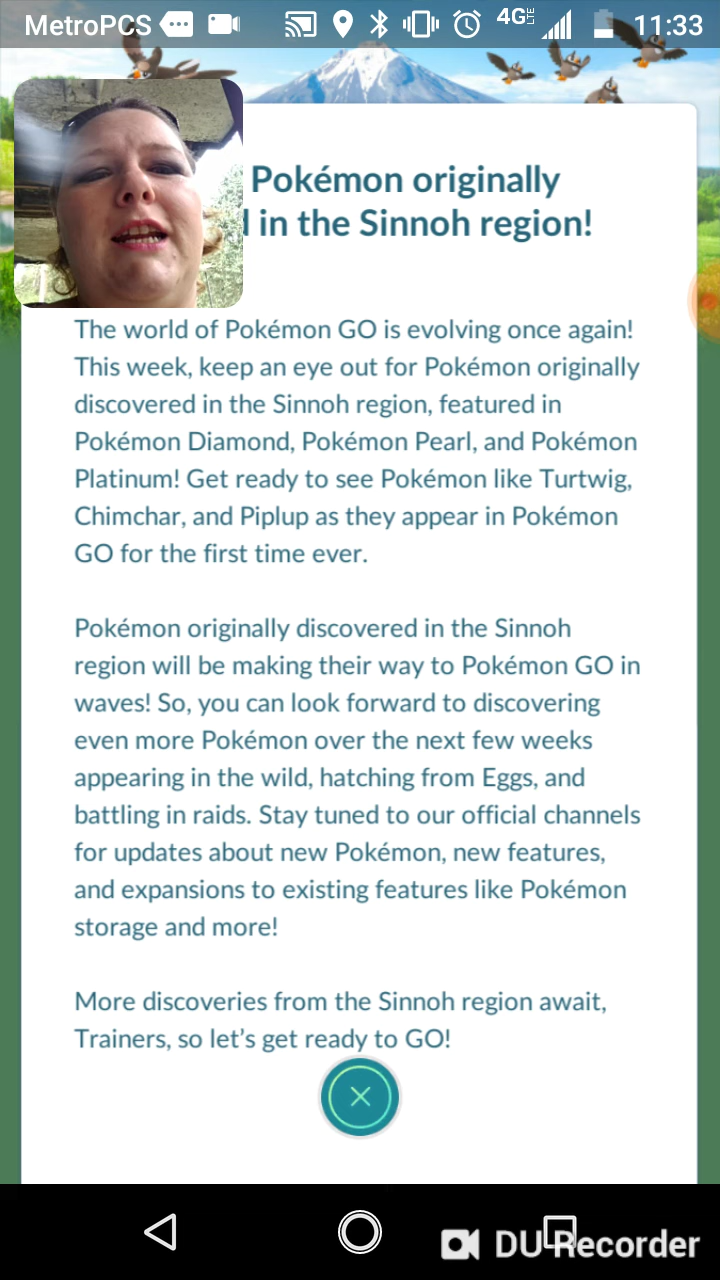 MetroPCS
4G LTE
11:33
Pokémon originally
in the Sinnoh region!
The world of Pokémon GO is evolving once again!
This week, keep an eye out for Pokémon originally
discovered in the Sinnoh region, featured in
Pokémon Diamond, Pokémon Pearl, and Pokémon
Platinum! Get ready to see Pokémon like Turtwig,
Chimchar, and Piplup as they appear in Pokémon
GO for the first time ever.
Pokémon originally discovered in the Sinnoh
region will be making their way to Pokémon GO in
waves! So, you can look forward to discovering
even more Pokémon over the next few weeks
appearing in the wild, hatching from Eggs, and
battling in raids. Stay tuned to our official channels
for updates about new Pokémon, new features,
and expansions to existing features like Pokémon
storage and more!
More discoveries from the Sinnoh region await,
Trainers, so let’s get ready to GO!
DU Recorder